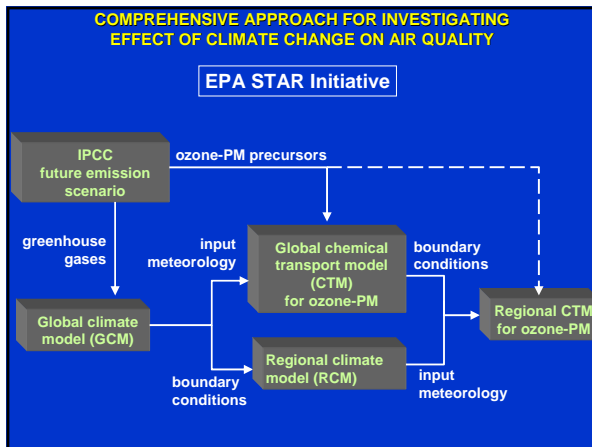 COMPREHENSIVE APPROACH FOR INVESTIGATING
EFFECT OF CLIMATE CHANGE ON AIR QUALITY
EPA STAR Initiative
IPCC
future emission
scenario
ozone-PM precursors
greenhouse
gases
input
meteorology
Global chemical
transport model
(CTM)
for ozone-PM
boundary
conditions
Global climate
model (GCM)
Regional CTM
for ozone-PM
boundary
conditions
Regional climate
model (RCM)
input
meteorology